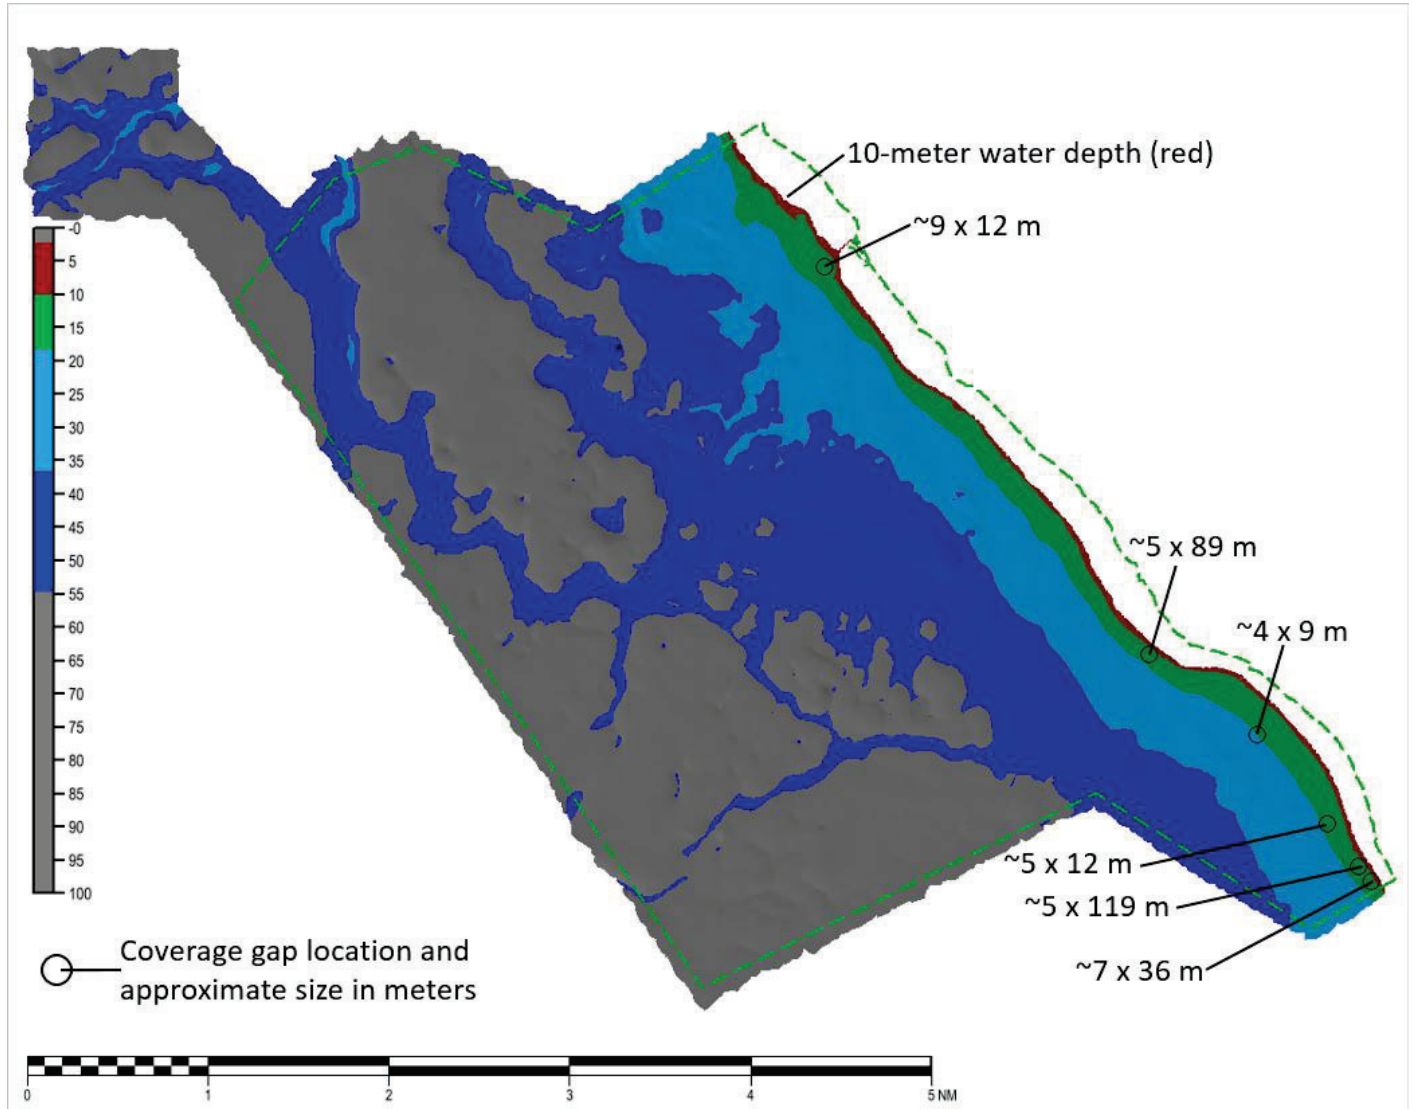 10-meter water depth (red)
~9 x 12 m
-0
5
10
15
20
25
30
35
40
45
50
55
60
65
70
75
80
85
90
95
100
~5 x 89 m
~4 x 9 m
~5 x 12 m
~5 x 119 m
~7 x 36 m
Coverage gap location and
approximate size in meters
0 1 2 3 4 5 NM